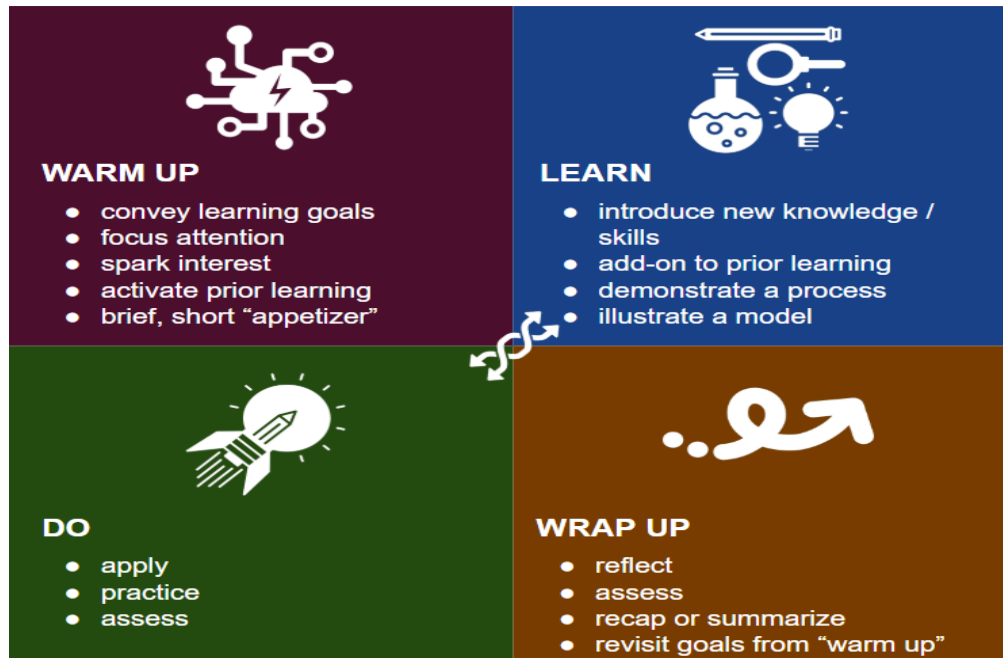 WARM UP
● convey learning goals
● focus attention
● spark interest
● activate prior learning
● brief, short “appetizer”
LEARN
● introduce new knowledge /
skills
● add-on to prior learning
● demonstrate a process
● illustrate a model
DO
● apply
● practice
● assess
WRAP UP
● reflect
● assess
● recap or summarize
● revisit goals from “warm up”